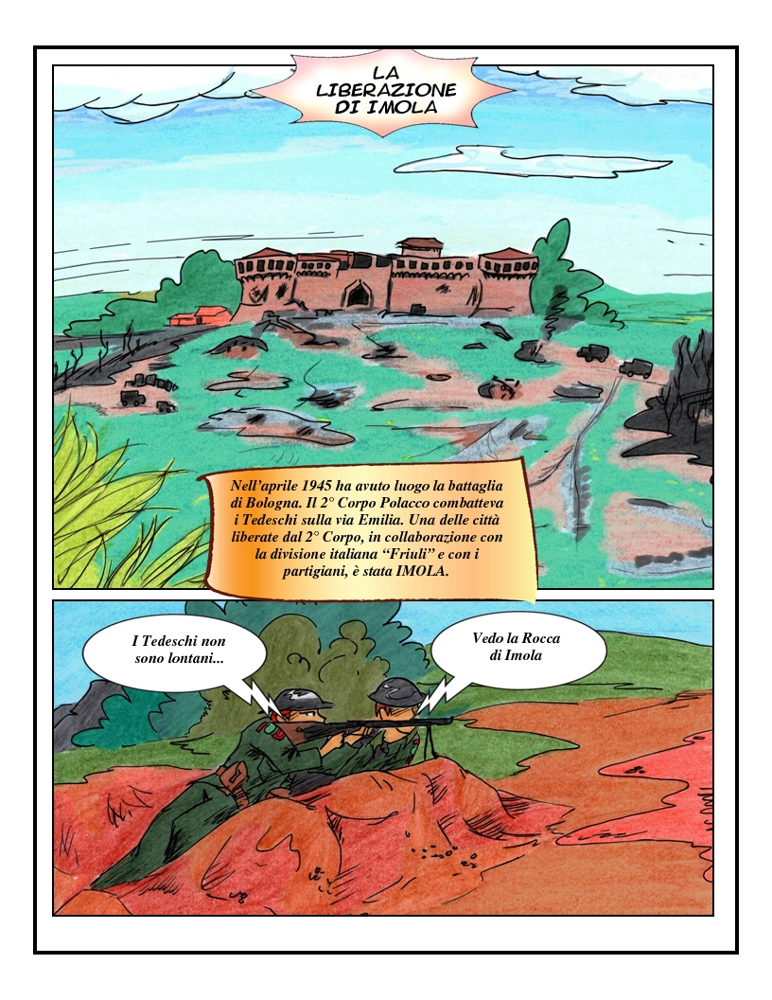 LA
LIBERAZIONE
DI IMOLA
Nell'aprile 1945 ha avuto luogo la battaglia
di Bologna. Il 2° Corpo Polacco combatteva
i Tedeschi sulla via Emilia. Una delle città
liberate dal 2° Corpo, in collaborazione con
la divisione italiana “Friuli” e con i
partigiani, è stata IMOLA.
I Tedeschi non
sono lontani...
Vedo la Rocca
di Imola